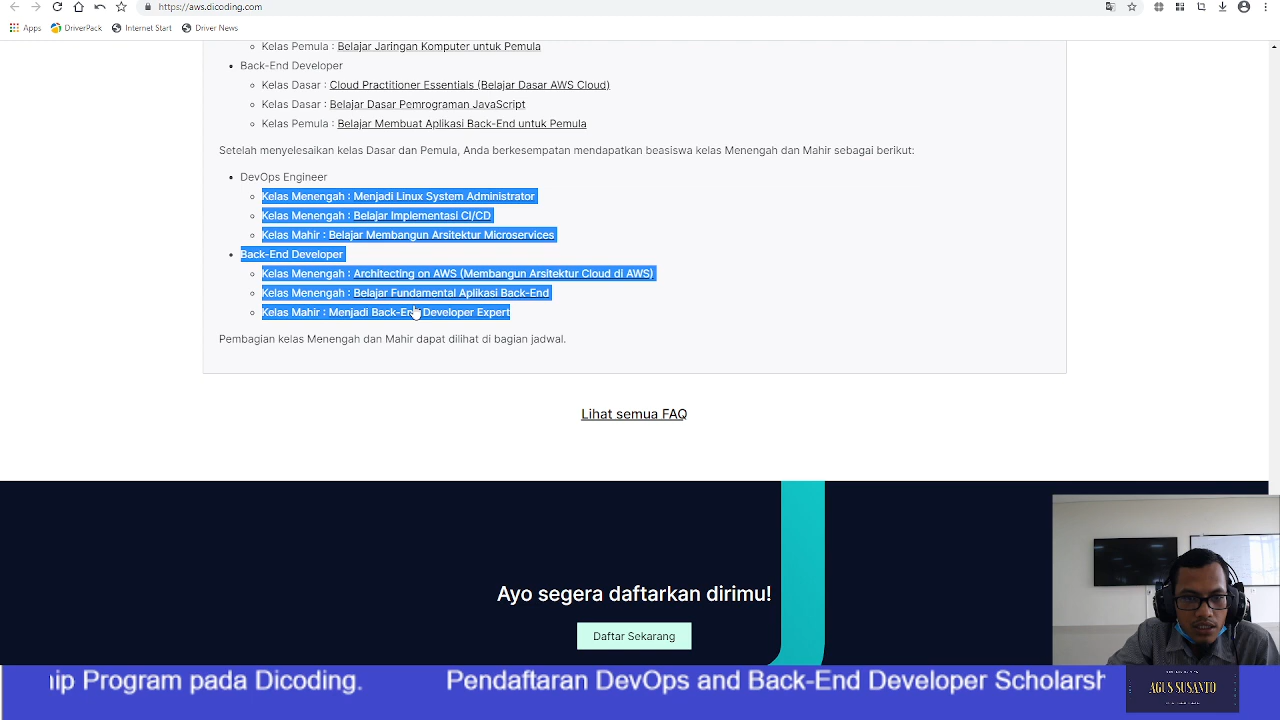 https://aws.dicoding.com
Apps DriverPack Internet Start Driver News
Kelas Pemula : Belajar Jaringan Komputer untuk Pemula
Back-End Developer
Kelas Dasar : Cloud Practitioner Essentials (Belajar Dasar AWS Cloud)
Kelas Dasar : Belajar Dasar Pemrograman JavaScript
Kelas Pemula : Belajar Membuat Aplikasi Back-End untuk Pemula
Setelah menyelesaikan kelas Dasar dan Pemula, Anda berkesempatan mendapatkan beasiswa kelas Menengah dan Mahir sebagai berikut:
DevOps Engineer
Kelas Menengah : Menjadi Linux System Administrator
Kelas Menengah : Belajar Implementasi CI/CD
Kelas Mahir : Belajar Membangun Arsitektur Microservices
Back-End Developer
Kelas Menengah : Architecting on AWS (Membangun Arsitektur Cloud di AWS)
Kelas Menengah : Belajar Fundamental Aplikasi Back-End
Kelas Mahir : Menjadi Back-End Developer Expert
Pembagian kelas Menengah dan Mahir dapat dilihat di bagian jadwal.
Lihat semua FAQ
Ayo segera daftarkan dirimu!
Daftar Sekarang
ip Program pada Dicoding. Pendaftaran DevOps and Back-End Developer Scholarsh
AGUS SUSANTO